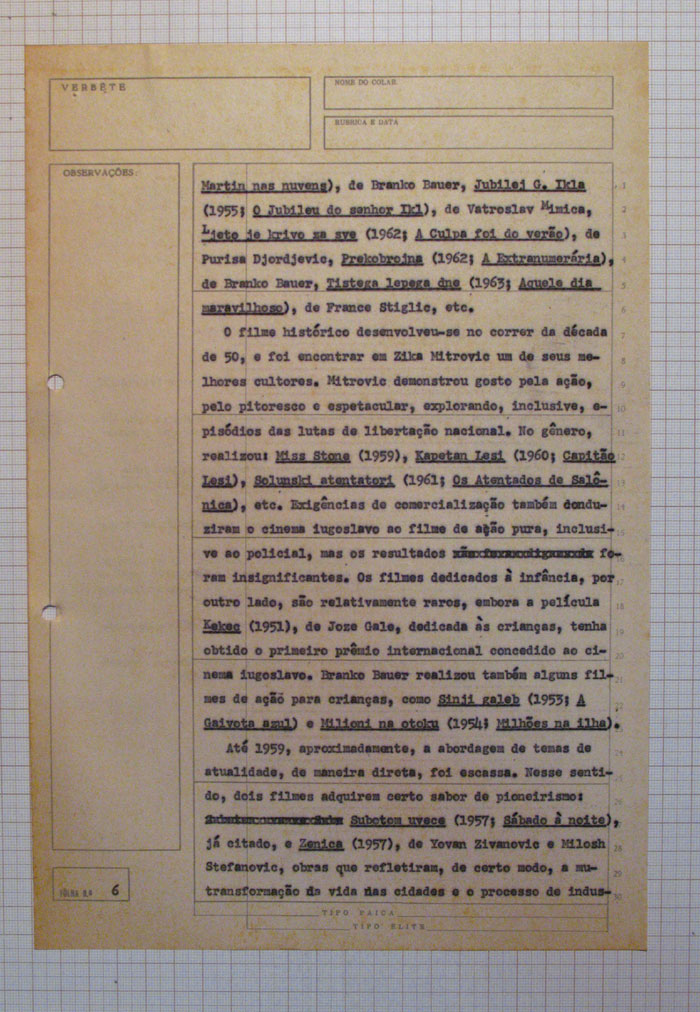 VERBÊTE
NOME DO COLAB.
RUBRICA E DATA
OBSERVAÇÕES:
Martin nas nuvens), de Branko Bauer, Jubilej G. Ikla
(1955; O Jubileu do senhor Ikl), de Vatroslav Mimica,
Ljeto je krivo za sve (1962; A Culpa foi do verão), de
Purisa Djordjevic, Prekobrojna (1962; A Extranumerária),
de Branko Bauer, Tistega lepega dne (1963; Aquele dia
maravilhoso), de France Stiglic, etc.
O filme histórico desenvolveu-se no correr da década
de 50, e foi encontrar em Zika Mitrovic um de seus me-
lhores cultores. Mitrovic demonstrou gosto pela ação,
pelo pitoresco e espetacular, explorando, inclusive, e-
pisódios das lutas de libertação nacional. No gênero,
realizou: Miss Stone (1959), Kapetan Lesi (1960; Capitão
Lesi), Solunski atentatori (1961; Os Atentados de Salô-
nica), etc. Exigências de comercialização também condu-
ziram o cinema iugoslavo ao filme de ação pura, inclusi-
ve ao policial, mas os resultados fo-
ram insignificantes. Os filmes dedicados à infância, por
outro lado, são relativamente raros, embora a película
Kekec (1951), de Joze Gale, dedicada às crianças, tenha
obtido o primeiro prêmio internacional concedido ao ci-
nema iugoslavo. Branko Bauer realizou também alguns fil-
mes de ação para crianças, como Sinji galeb (1953; A
Gaivota azul) e Milioni na otoku (1954; Milhões na ilha).
Até 1959, aproximadamente, a abordagem de temas de
atualidade, de maneira direta, foi escassa. Nesse senti-
do, dois filmes adquirem certo sabor de pioneirismo:
Subotom uvece (1957; Sábado à noite),
já citado, e Zenica (1957), de Yovan Zivanovic e Milosh
Stefanovic, obras que refletiram, de certo modo, a mu-
transformação da vida nas cidades e o processo de indus-
FÔLHA N.º 6
TIPO PAICA
TIPO ELITE